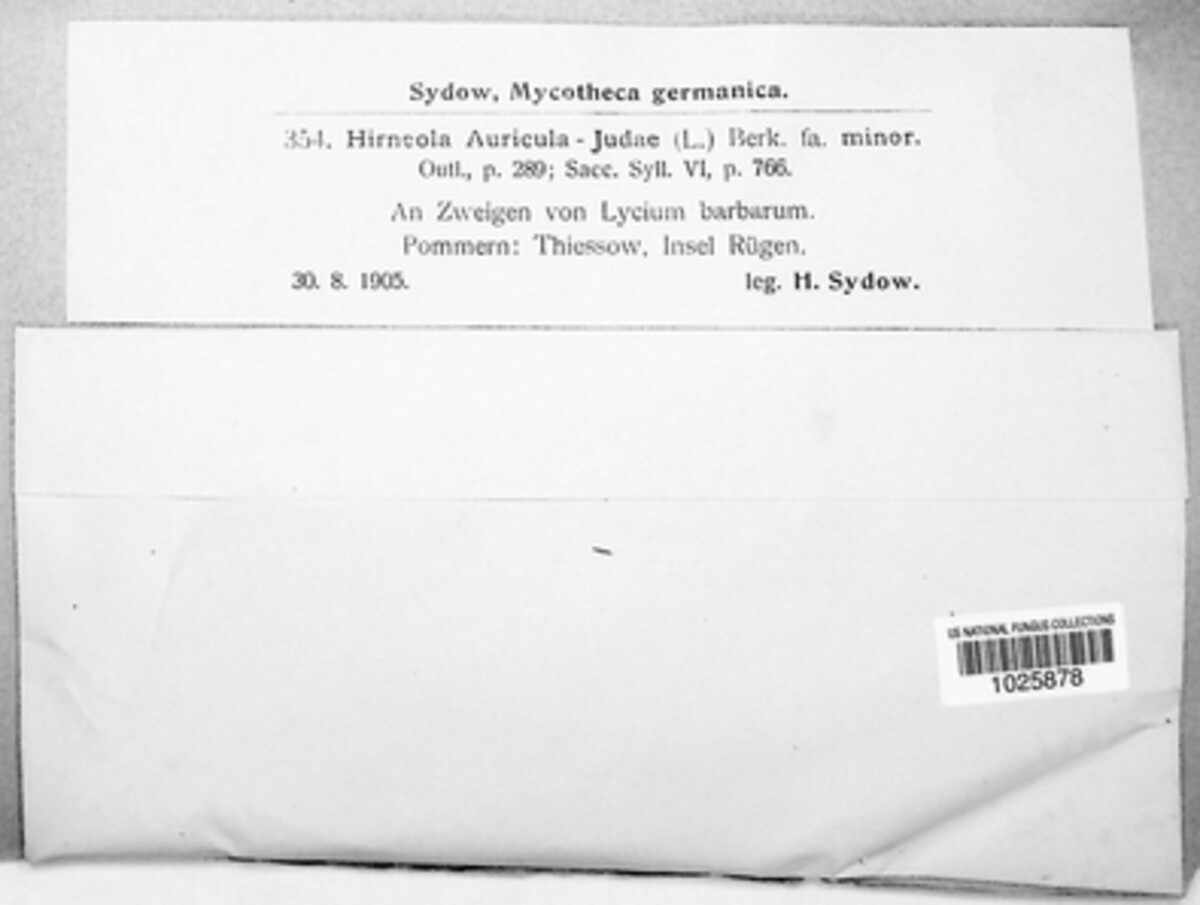 Sydow, Mycotheca germanica.
354. Hirneola Auricula-Judae (L.) Berk. fa. minor.
Outl., p. 289; Sacc. Syll. VI, p. 766.
An Zweigen von Lycium barbarum.
Pommern: Thiessow, Insel Rügen.
30. 8. 1905. leg. H. Sydow.
US NATIONAL FUNGUS COLLECTIONS
1025878